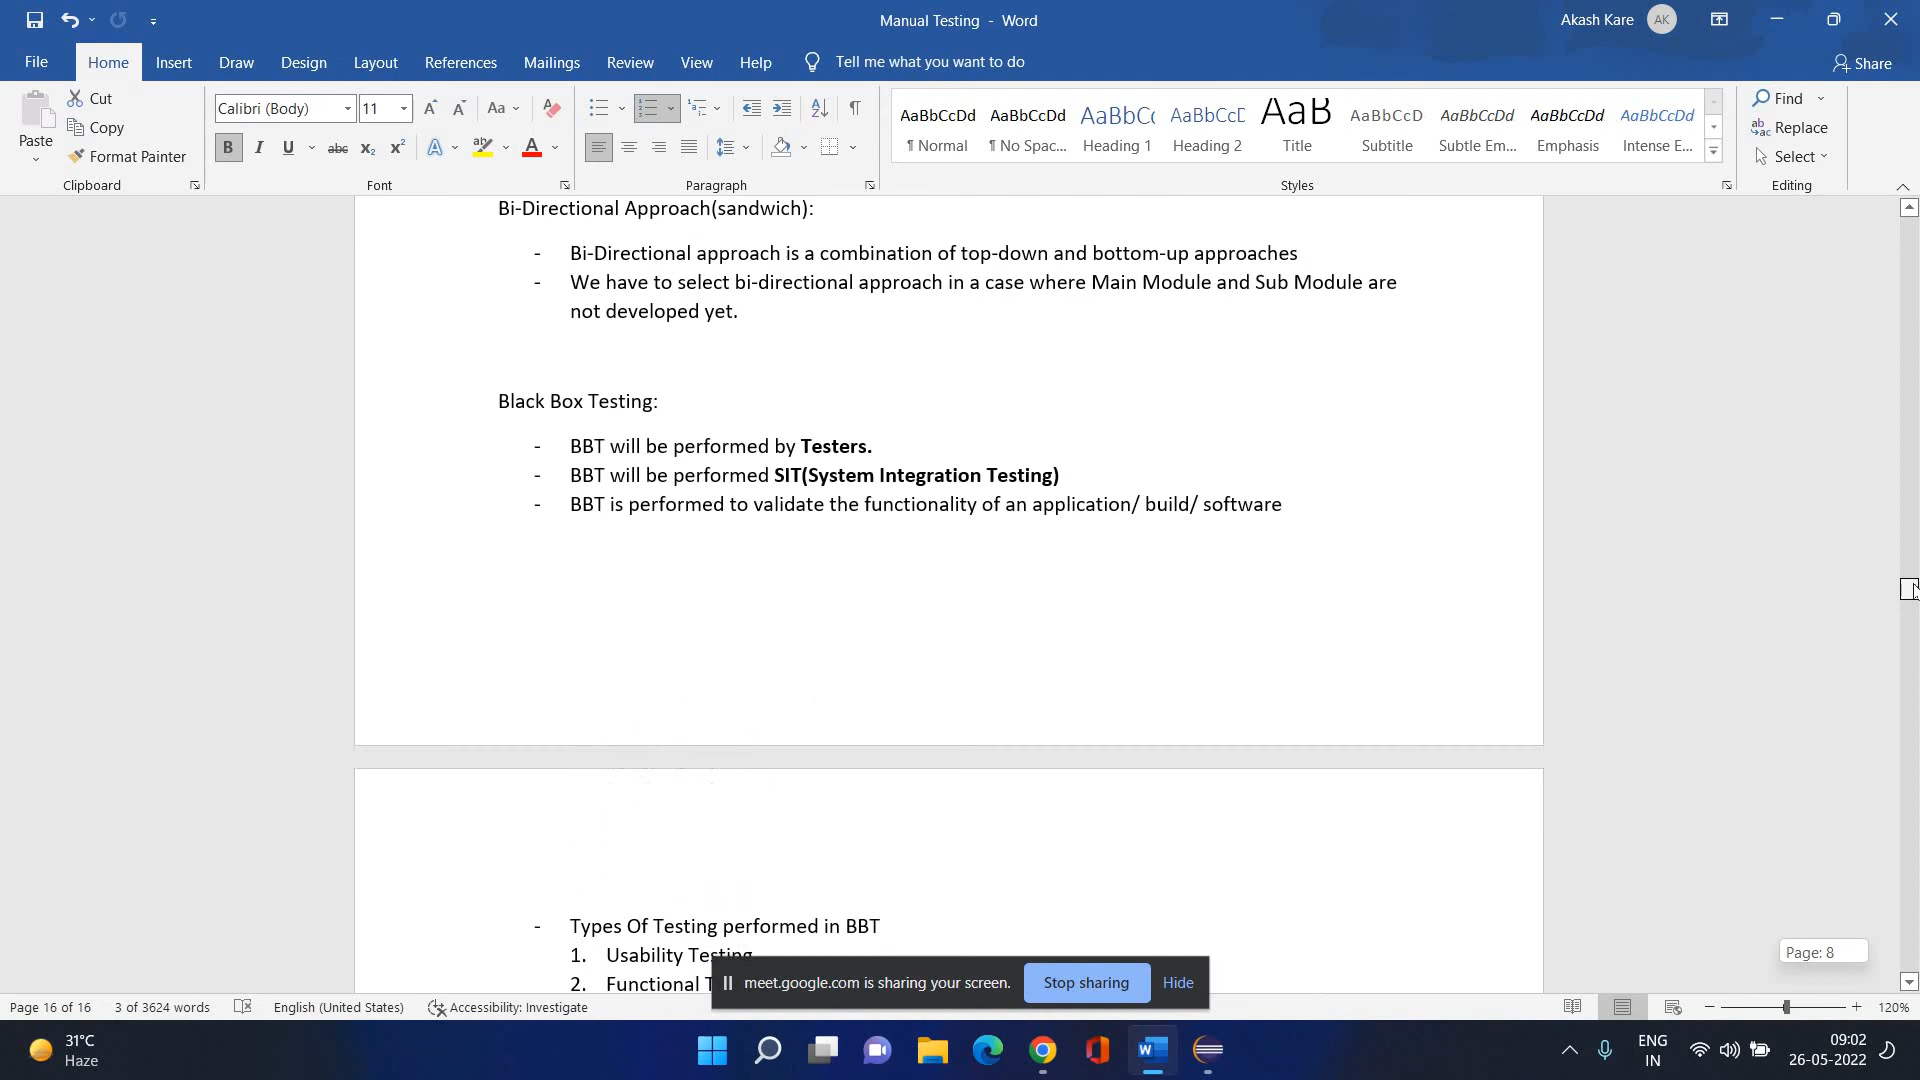 Manual Testing - Word
Akash Kare
AK
File
Home
Insert
Draw
Design
Layout
References
Mailings
Review
View
Help
Tell me what you want to do
Share
Paste
Cut
Copy
Format Painter
Clipboard
Calibri (Body)
11
Font
Paragraph
AaBbCcDd AaBbCcDd AaBbCc AaBbCcD AaB AaBbCcD AaBbCcDd AaBbCcDd AaBbCcDd
¶ Normal ¶ No Spac... Heading 1 Heading 2 Title Subtitle Subtle Em... Emphasis Intense E...
Styles
Find
Replace
Select
Editing
Bi-Directional Approach(sandwich):
- Bi-Directional approach is a combination of top-down and bottom-up approaches
- We have to select bi-directional approach in a case where Main Module and Sub Module are
not developed yet.
Black Box Testing:
- BBT will be performed by Testers.
- BBT will be performed SIT(System Integration Testing)
- BBT is performed to validate the functionality of an application/ build/ software
- Types Of Testing performed in BBT
1. Usability Testing
2. Functional T
Page: 8
meet.google.com is sharing your screen.
Stop sharing
Hide
Page 16 of 16
3 of 3624 words
English (United States)
Accessibility: Investigate
120%
31°C
Haze
ENG
IN
09:02
26-05-2022